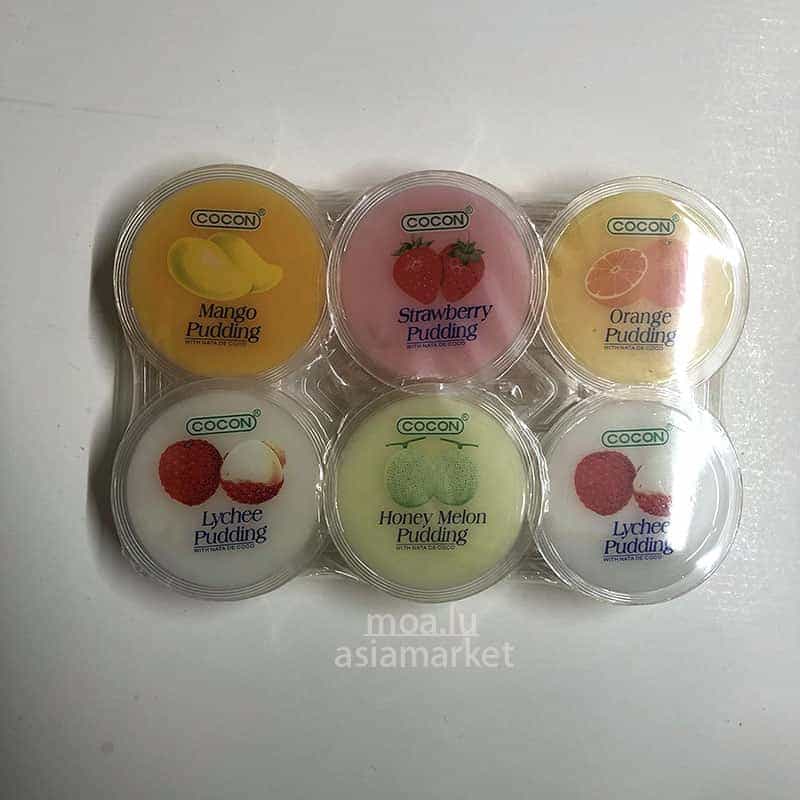 COCON®
Mango
Pudding
WITH NATA DE COCO
COCON®
Strawberry
Pudding
WITH NATA DE COCO
COCON®
Orange
Pudding
WITH NATA DE COCO
COCON®
Lychee
Pudding
WITH NATA DE COCO
COCON®
Honey Melon
Pudding
WITH NATA DE COCO
COCON®
Lychee
Pudding
WITH NATA DE COCO
moa.lu
asiamarket